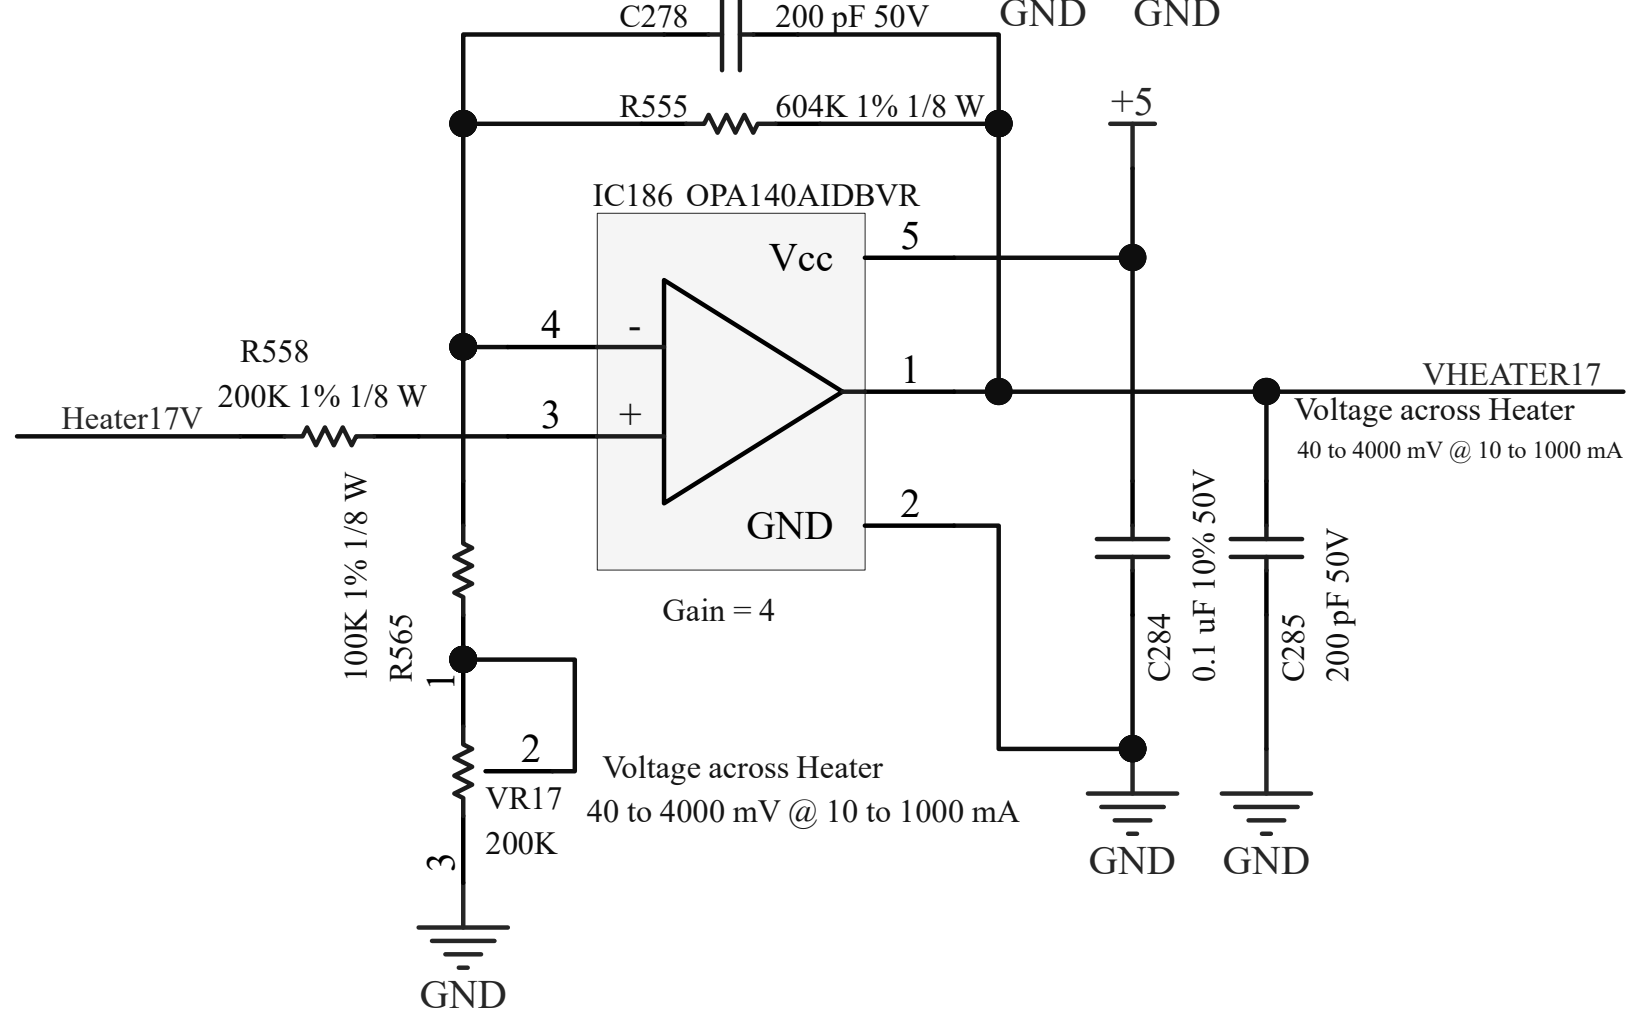 GND GND
C278 200 pF 50V
R555 604K 1% 1/8 W
+5
IC186 OPA140AIDBVR
Vcc 5
4 -
3 +
1
GND 2
R558
200K 1% 1/8 W
Heater17V
VHEATER17
Voltage across Heater
40 to 4000 mV @ 10 to 1000 mA
100K 1% 1/8 W
R565
Gain = 4
C284
0.1 uF 10% 50V
C285
200 pF 50V
1
2
VR17
200K
3
Voltage across Heater
40 to 4000 mV @ 10 to 1000 mA
GND
GND
GND